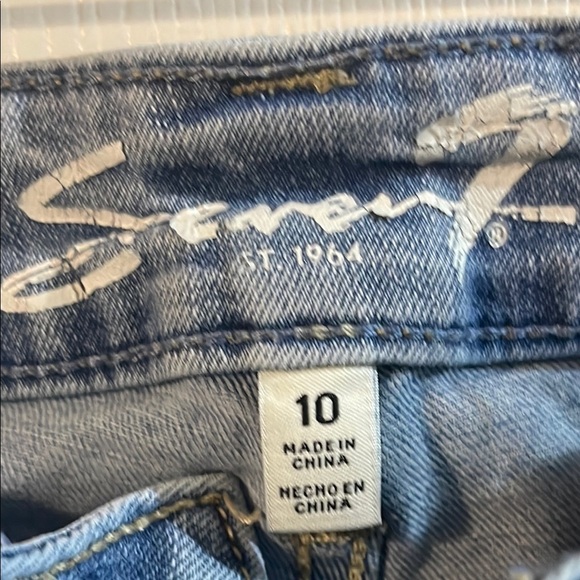 Seven7®
EST. 1964
10
MADE IN
CHINA
HECHO EN
CHINA